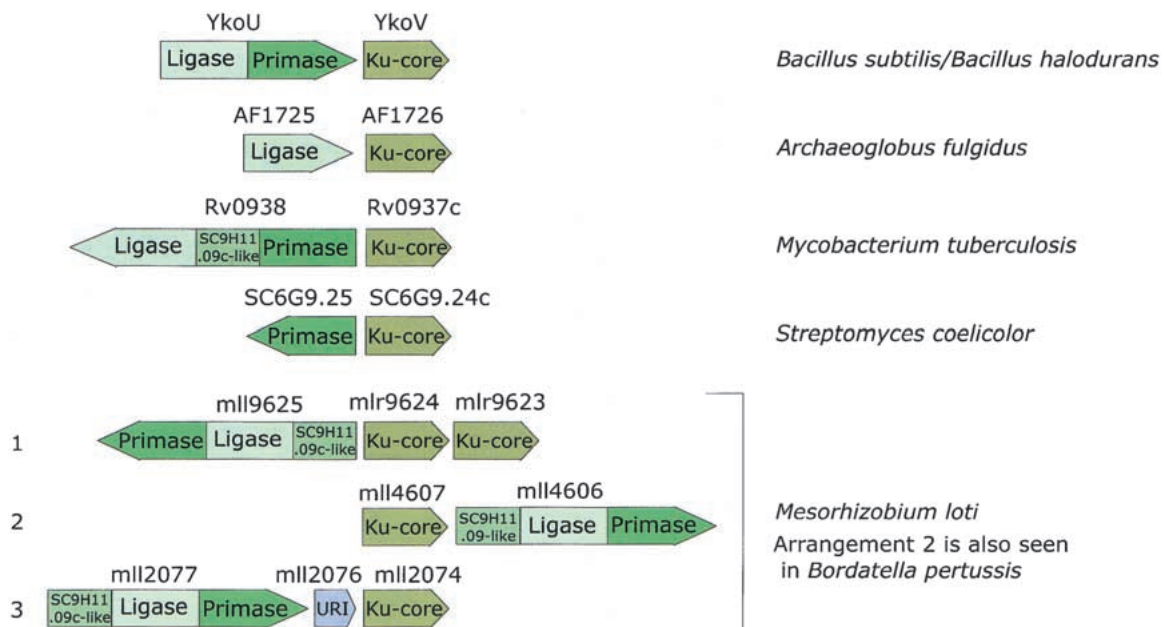 YkoU YkoV
Ligase Primase Ku-core Bacillus subtilis/Bacillus halodurans
AF1725 AF1726
Ligase Ku-core Archaeoglobus fulgidus
Rv0938 Rv0937c
Ligase SC9H11 .09c-like Primase Ku-core Mycobacterium tuberculosis
SC6G9.25 SC6G9.24c
Primase Ku-core Streptomyces coelicolor
mll9625 mlr9624 mlr9623
1 Primase Ligase SC9H11 .09c-like Ku-core Ku-core
mll4607 mll4606
2 Ku-core SC9H11 .09-like Ligase Primase
Mesorhizobium loti
Arrangement 2 is also seen
in Bordatella pertussis
mll2077 mll2076 mll2074
3 SC9H11 .09c-like Ligase Primase URI Ku-core